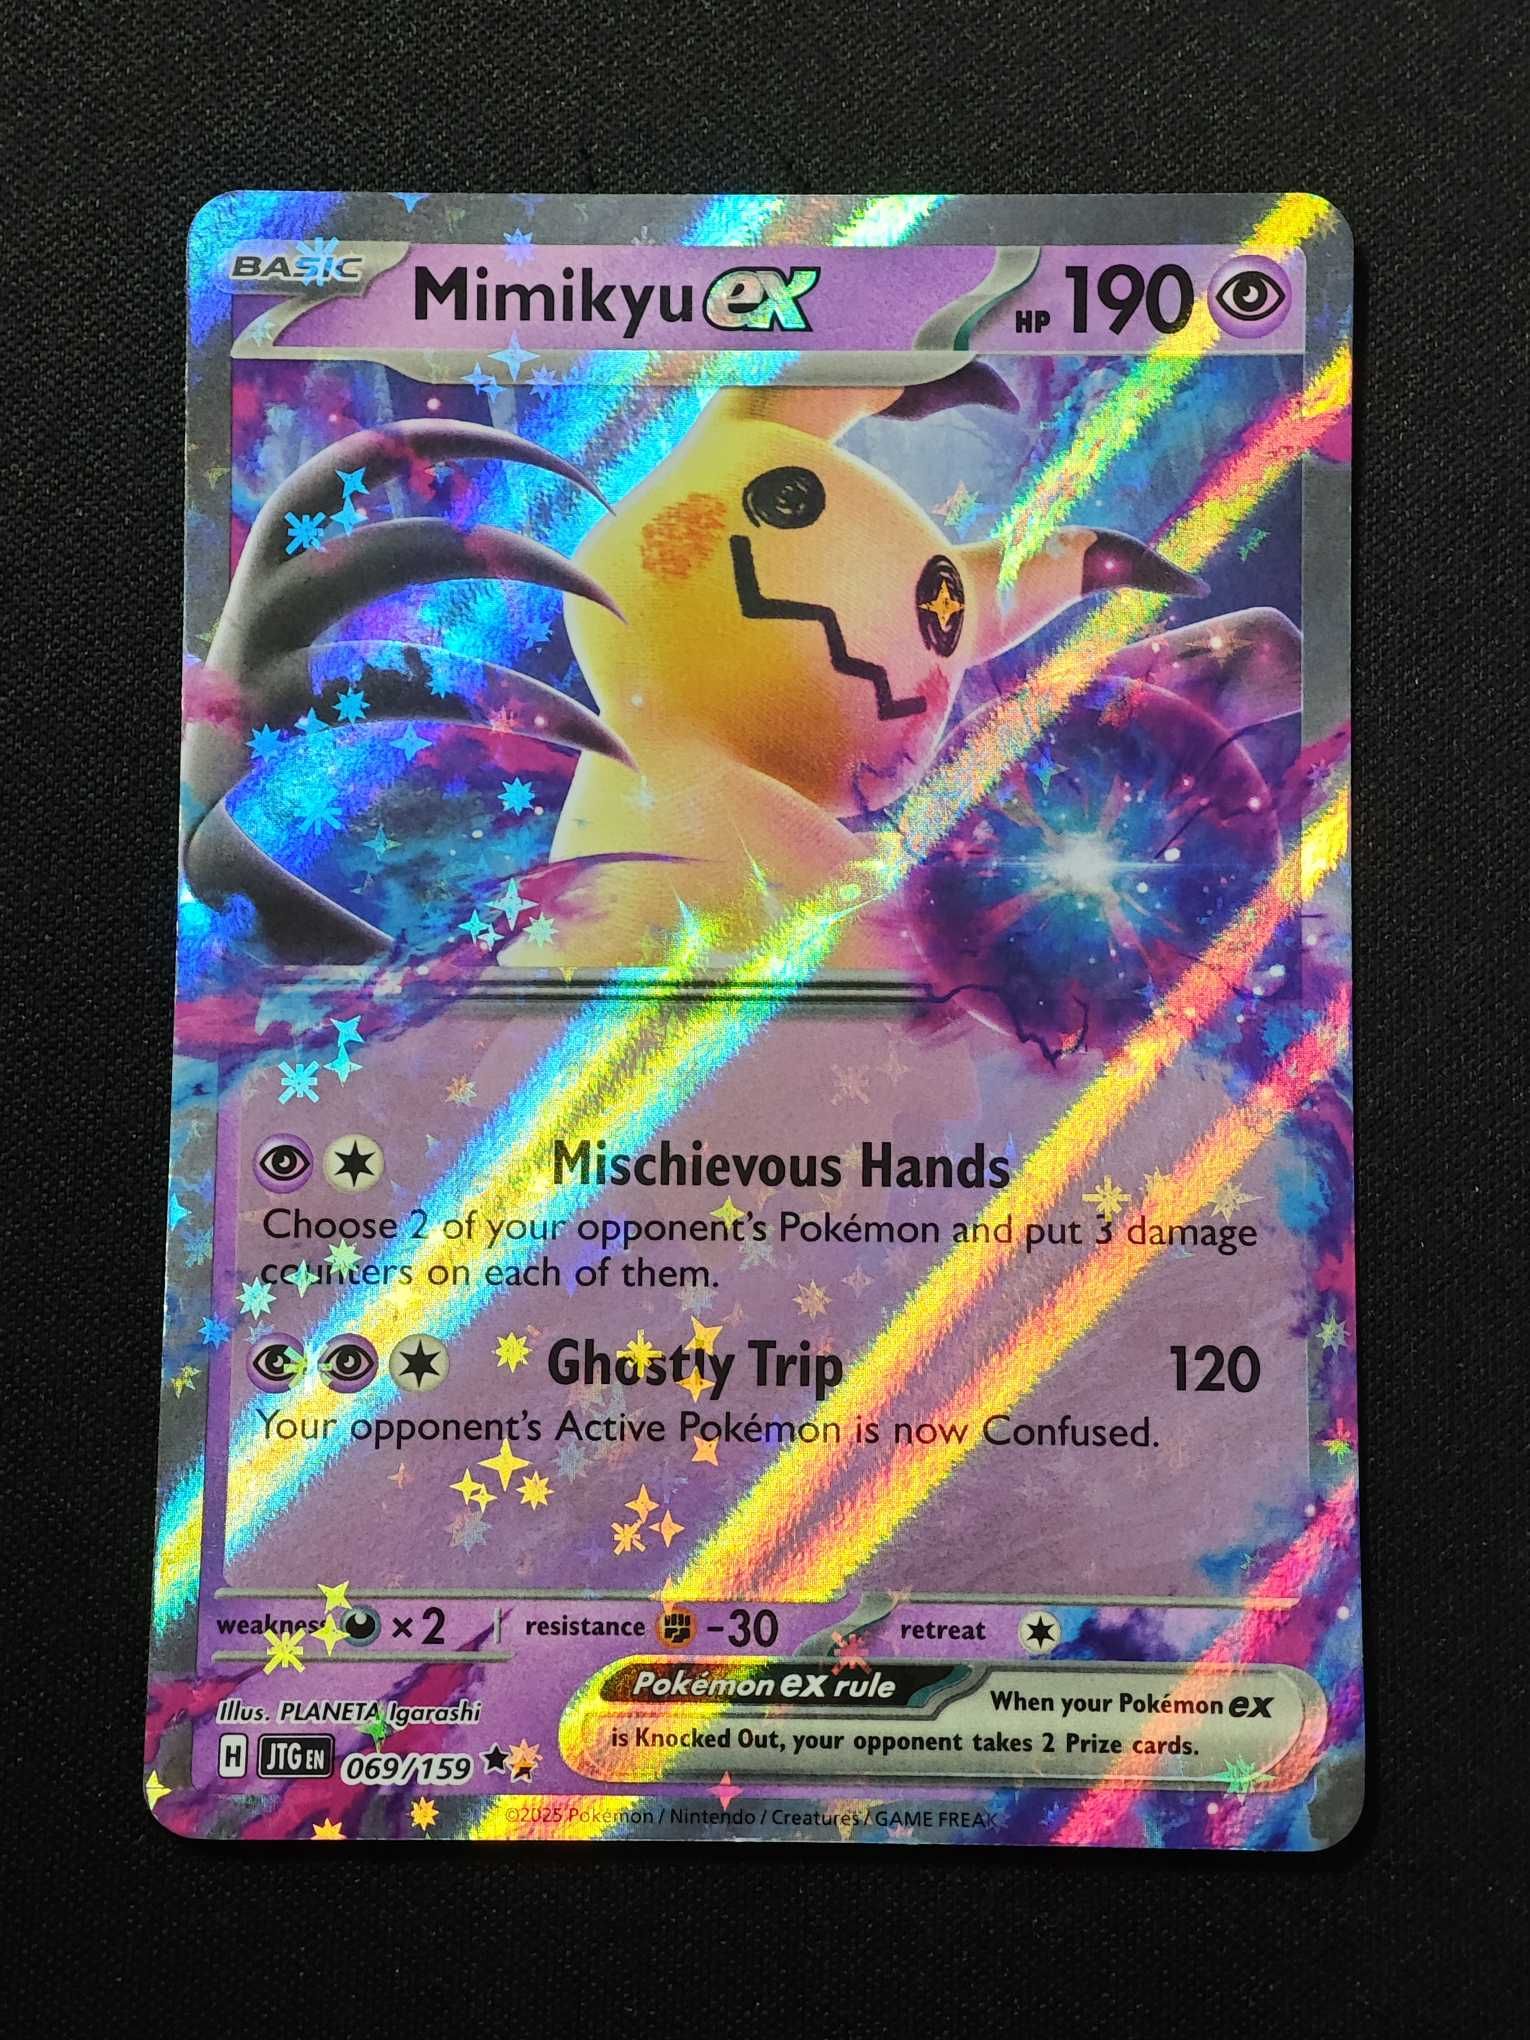 BASIC
Mimikyu ex HP 190
Mischievous Hands
Choose 2 of your opponent's Pokémon and put 3 damage
counters on each of them.
Ghostly Trip 120
Your opponent's Active Pokémon is now Confused.
weakness ×2 resistance -30 retreat
Pokémon ex rule When your Pokémon ex
is Knocked Out, your opponent takes 2 Prize cards.
Illus. PLANETA Igarashi
H JTG EN 069/159
©2025 Pokémon / Nintendo / Creatures / GAME FREAK